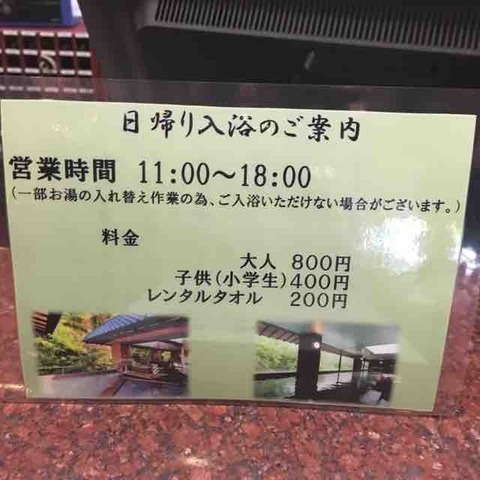 日帰り入浴のご案内
営業時間 11:00～18:00
(一部お湯の入れ替え作業の為、ご入浴いただけない場合がございます。)
料金
大人 800円
子供(小学生)400円
レンタルタオル 200円